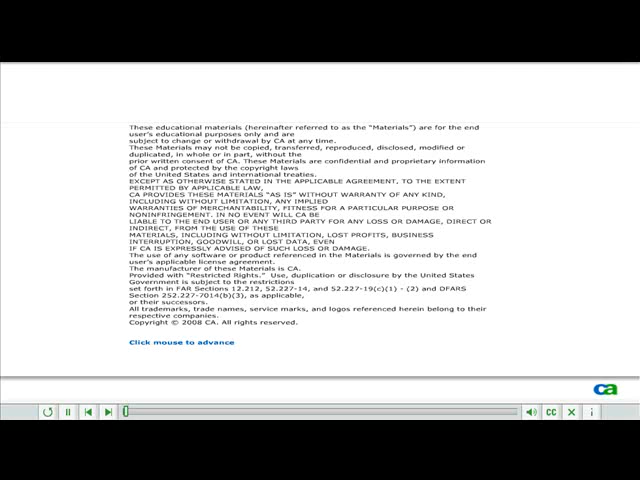 These educational materials (hereinafter referred to as the "Materials") are for the end
user's educational purposes only and are
subject to change or withdrawal by CA at any time.
These Materials may not be copied, transferred, reproduced, disclosed, modified or
duplicated, in whole or in part, without the
prior written consent of CA. These Materials are confidential and proprietary information
of CA and protected by the copyright laws
of the United States and international treaties.
EXCEPT AS OTHERWISE STATED IN THE APPLICABLE AGREEMENT, TO THE EXTENT
PERMITTED BY APPLICABLE LAW,
CA PROVIDES THESE MATERIALS "AS IS" WITHOUT WARRANTY OF ANY KIND,
INCLUDING WITHOUT LIMITATION, ANY IMPLIED
WARRANTIES OF MERCHANTABILITY, FITNESS FOR A PARTICULAR PURPOSE OR
NONINFRINGEMENT. IN NO EVENT WILL CA BE
LIABLE TO THE END USER OR ANY THIRD PARTY FOR ANY LOSS OR DAMAGE, DIRECT OR
INDIRECT, FROM THE USE OF THESE
MATERIALS, INCLUDING WITHOUT LIMITATION, LOST PROFITS, BUSINESS
INTERRUPTION, GOODWILL, OR LOST DATA, EVEN
IF CA IS EXPRESSLY ADVISED OF SUCH LOSS OR DAMAGE.
The use of any software or product referenced in the Materials is governed by the end
user's applicable license agreement.
The manufacturer of these Materials is CA.
Provided with "Restricted Rights." Use, duplication or disclosure by the United States
Government is subject to the restrictions
set forth in FAR Sections 12.212, 52.227-14, and 52.227-19(c)(1) - (2) and DFARS
Section 252.227-7014(b)(3), as applicable,
or their successors.
All trademarks, trade names, service marks, and logos referenced herein belong to their
respective companies.
Copyright © 2008 CA. All rights reserved.
Click mouse to advance
ca
CC
i